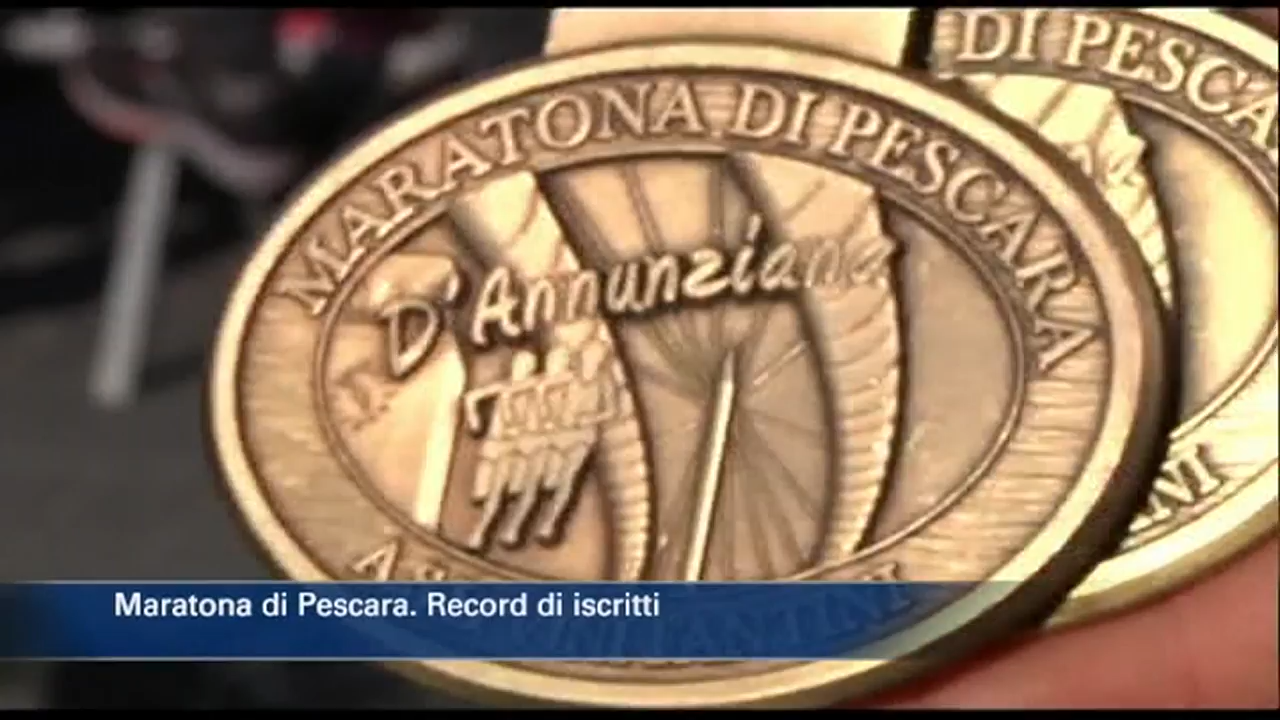 MARATONA DI PESCARA
DI PESCA
D'Annunziana
Maratona di Pescara. Record di iscritti